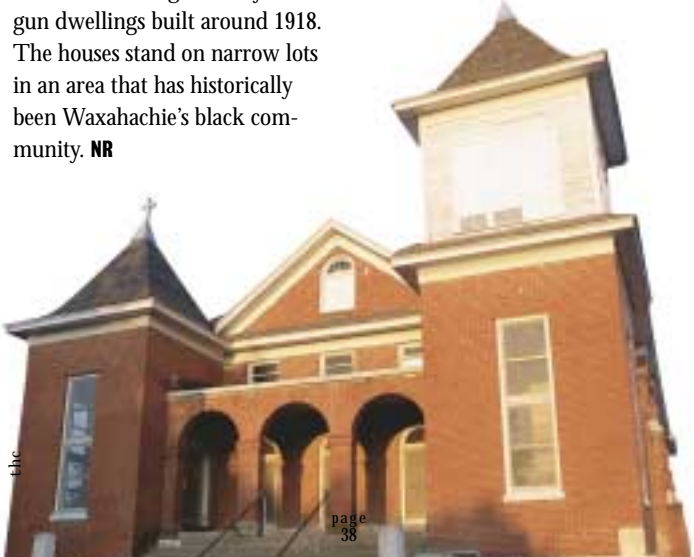 gun dwellings built around 1918.
The houses stand on narrow lots
in an area that has historically
been Waxahachie's black com-
munity. NR
thc
page
38